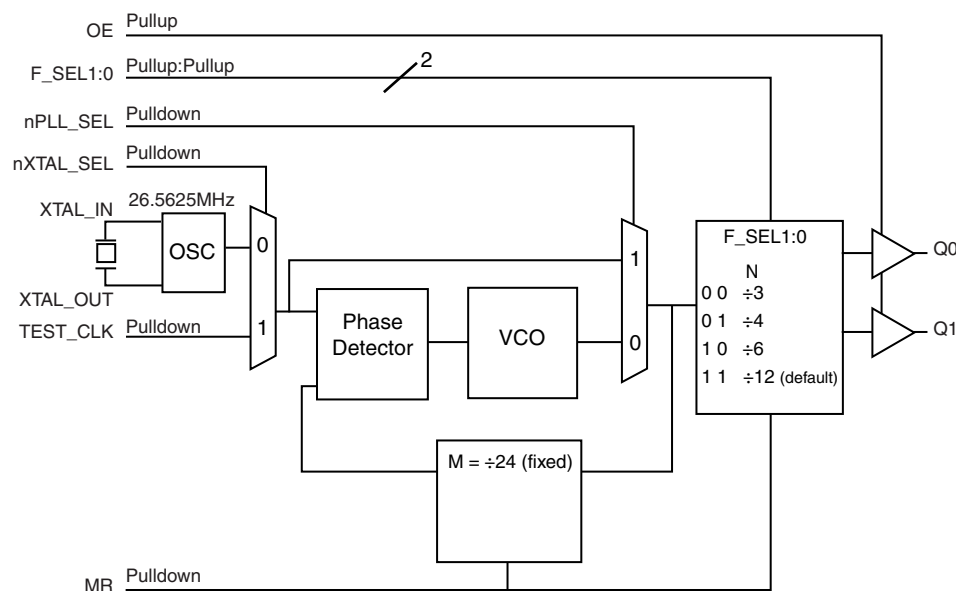 OE Pullup
F_SEL1:0 Pullup:Pullup 2
nPLL_SEL Pulldown
nXTAL_SEL Pulldown
26.5625MHz
XTAL_IN
OSC
XTAL_OUT
TEST_CLK Pulldown
0
1
Phase
Detector
VCO
1
0
F_SEL1:0
N
0 0 ÷3
0 1 ÷4
1 0 ÷6
1 1 ÷12 (default)
Q0
Q1
M = ÷24 (fixed)
MR Pulldown